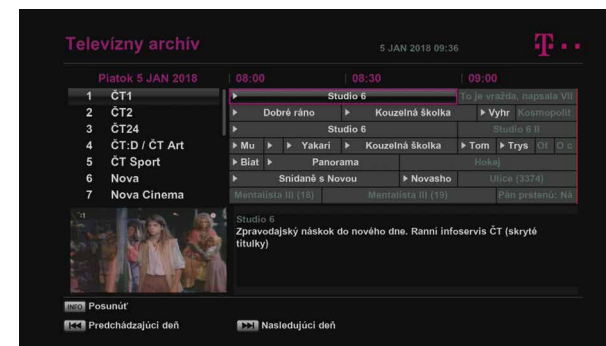 Televízny archív
5 JAN 2018 09:36
T
Piatok 5 JAN 2018 08:00 08:30 09:00
1 ČT1 Studio 6 To je vražda, napsala VII
2 ČT2 Dobré ráno Kouzelná školka Vyhr Kosmopolit
3 ČT24 Studio 6 Studio 6 II
4 ČT:D / ČT Art Mu Yakari Kouzelná školka Tom Trys Ol O c
5 ČT Sport Biat Panorama Hokej
6 Nova Snídaně s Novou Novasho Ulice (3374)
7 Nova Cinema Mentalista III (18) Mentalista III (19) Pán prstenů: Ná
Studio 6
Zpravodajský náskok do nového dne. Ranní infoservis ČT (skryté
titulky)
INFO Posunúť
Predchádzajúci deň Nasledujúci deň